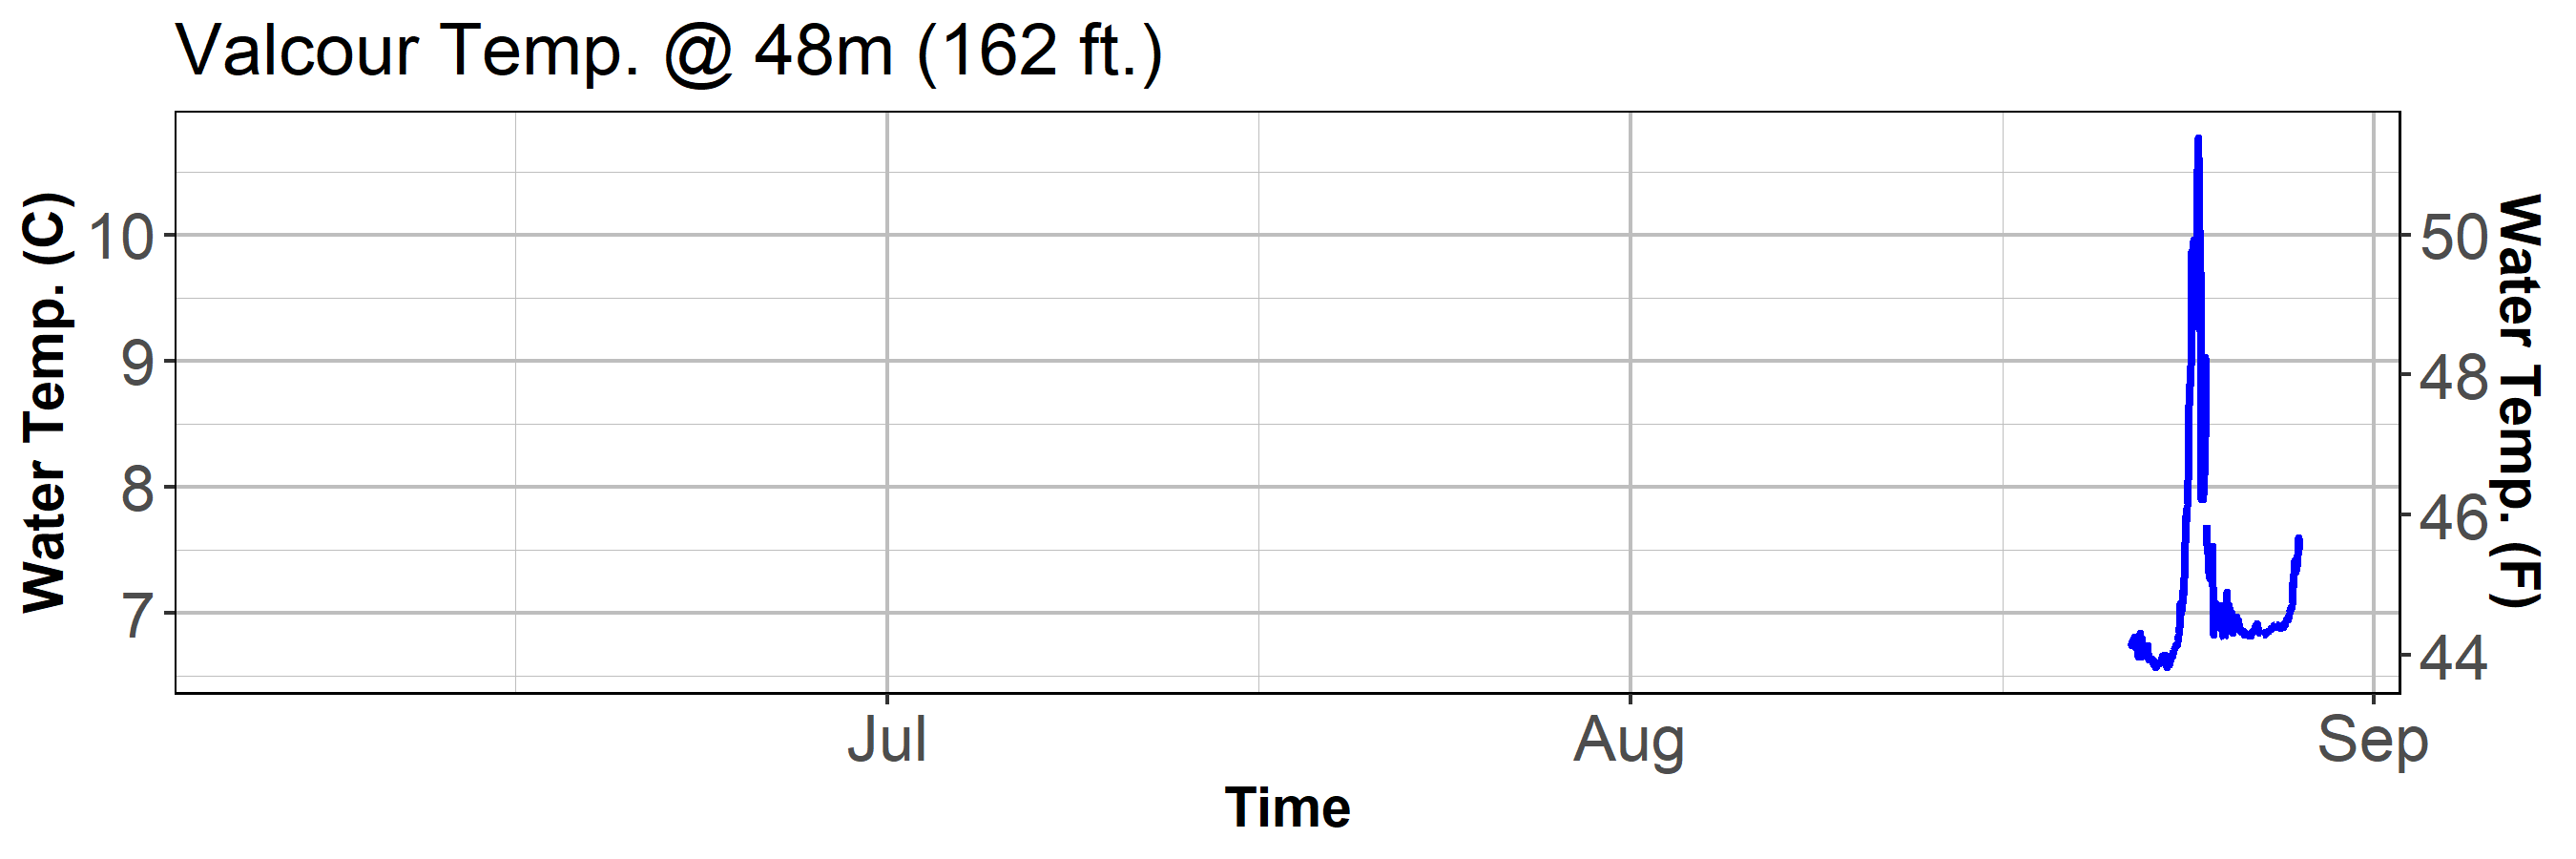 Valcour Temp. @ 48m (162 ft.)
Water Temp. (C)
10
9
8
7
50
48
46
44
Water Temp. (F)
Jul
Aug
Sep
Time